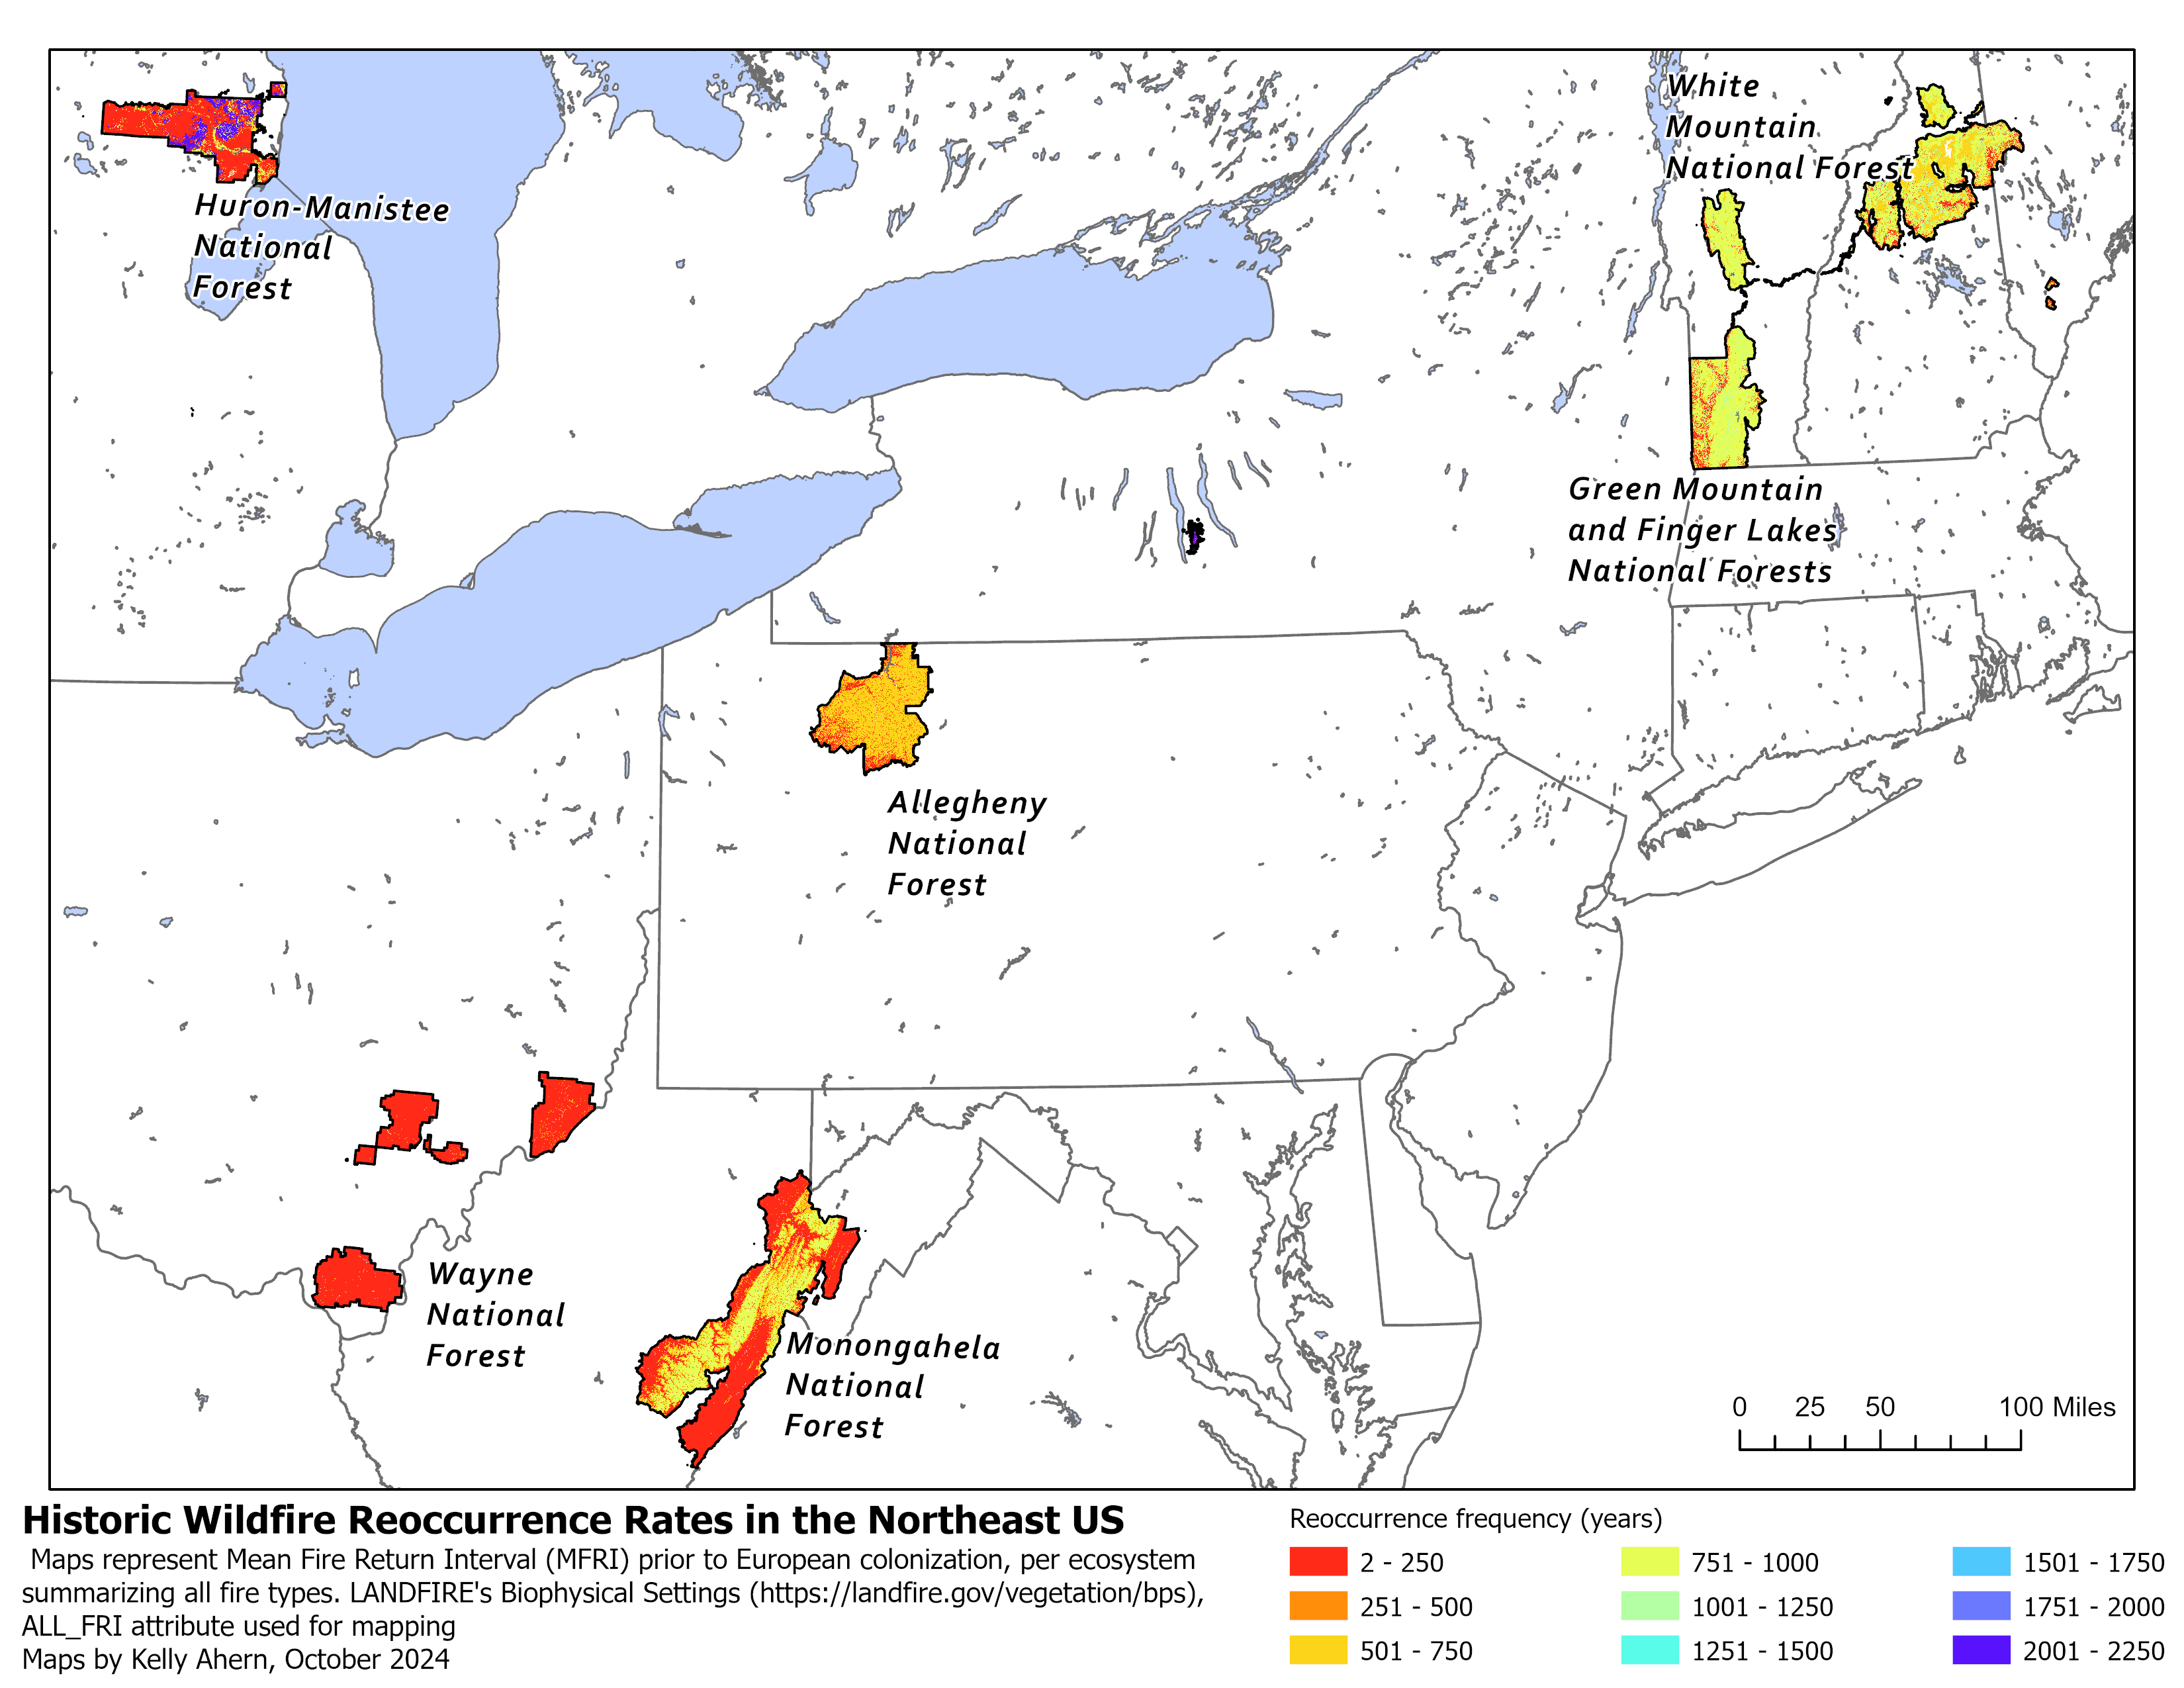 White
Mountain
National Forest
Huron-Manistee
National
Forest
Green Mountain
and Finger Lakes
National Forests
Allegheny
National
Forest
Wayne
National
Forest
Monongahela
National
Forest
0 25 50 100 Miles
Historic Wildfire Reoccurrence Rates in the Northeast US
Maps represent Mean Fire Return Interval (MFRI) prior to European colonization, per ecosystem
summarizing all fire types. LANDFIRE's Biophysical Settings (https://landfire.gov/vegetation/bps),
ALL_FRI attribute used for mapping
Maps by Kelly Ahern, October 2024
Reoccurrence frequency (years)
2 - 250
251 - 500
501 - 750
751 - 1000
1001 - 1250
1251 - 1500
1501 - 1750
1751 - 2000
2001 - 2250